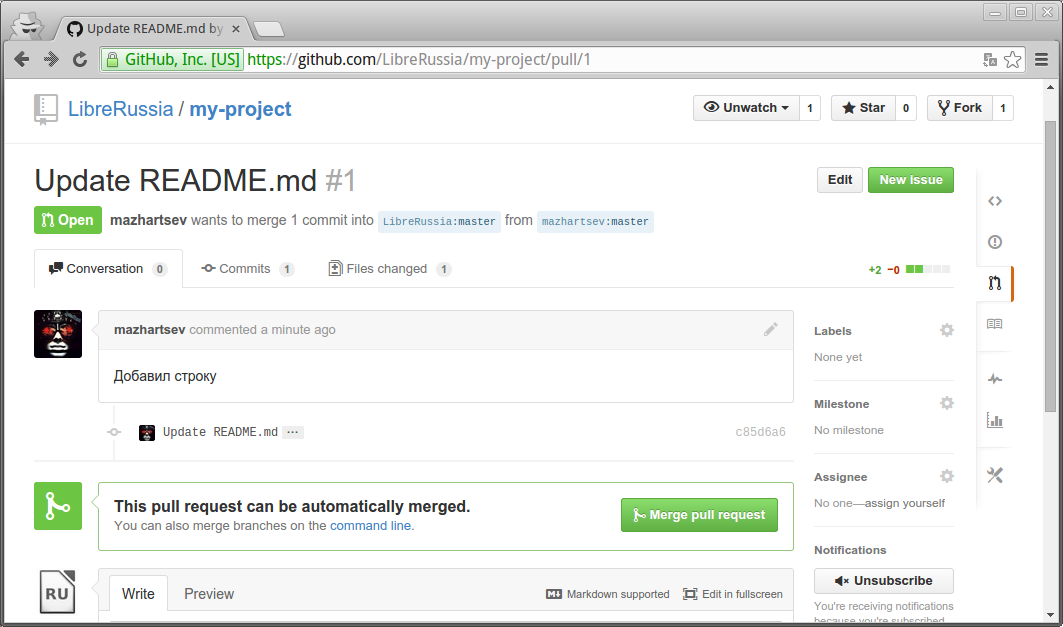 Update README.md by
GitHub, Inc. [US] https://github.com/LibreRussia/my-project/pull/1
LibreRussia / my-project
Unwatch 1 Star 0 Fork 1
Update README.md #1
Edit New issue
Open mazhartsev wants to merge 1 commit into LibreRussia:master from mazhartsev:master
Conversation 0 Commits 1 Files changed 1 +2 −0
mazhartsev commented a minute ago
Добавил строку
Update README.md ...
c85d6a6
Labels
None yet
Milestone
No milestone
Assignee
No one—assign yourself
This pull request can be automatically merged.
You can also merge branches on the command line.
Merge pull request
Notifications
Unsubscribe
You're receiving notifications
because you're subscribed
RU
Write Preview Markdown supported Edit in fullscreen